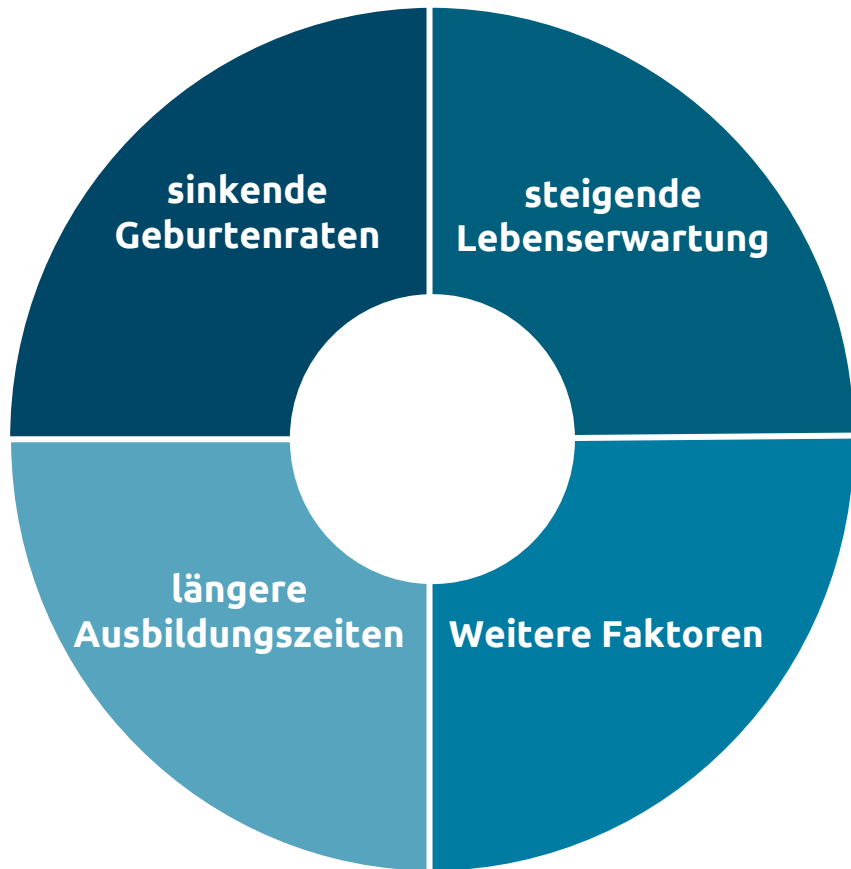 sinkende
Geburtenraten
steigende
Lebenserwartung
längere
Ausbildungszeiten
Weitere Faktoren